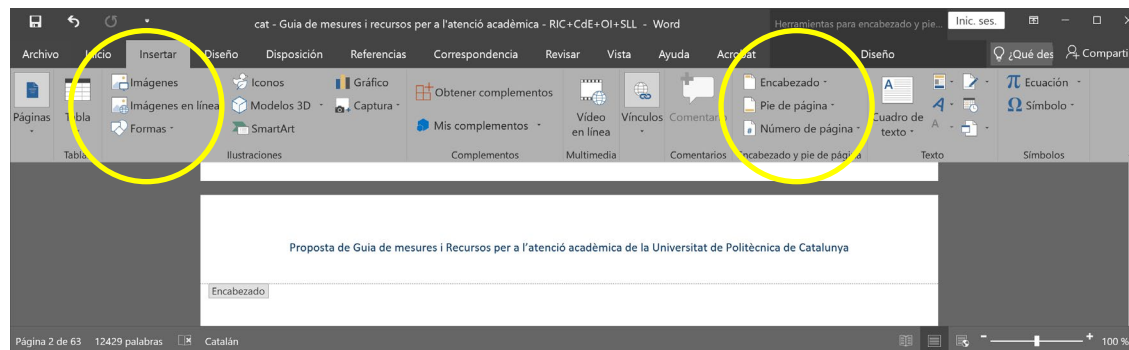 cat - Guia de mesures i recursos per a l'atenció acadèmica - RIC+CdE+OI+SLL - Word
Herramientas para encabezado y pie...
Inic. ses.
Archivo Inicio Insertar Diseño Disposición Referencias Correspondencia Revisar Vista Ayuda Acrobat Diseño ¿Qué des Comparti
Páginas
Tabla
Imágenes
Imágenes en línea
Formas
Iconos
Modelos 3D
SmartArt
Gráfico
Captura
Obtener complementos
Mis complementos
Vídeo
en línea
Vínculos
Comentario
Encabezado
Pie de página
Número de página
Cuadro de
texto
Ecuación
Símbolo
Tablas Ilustraciones Complementos Multimedia Comentarios Encabezado y pie de página Texto Símbolos
Proposta de Guia de mesures i Recursos per a l'atenció acadèmica de la Universitat de Politècnica de Catalunya
Encabezado
Página 2 de 63 12429 palabras Catalán 100 %